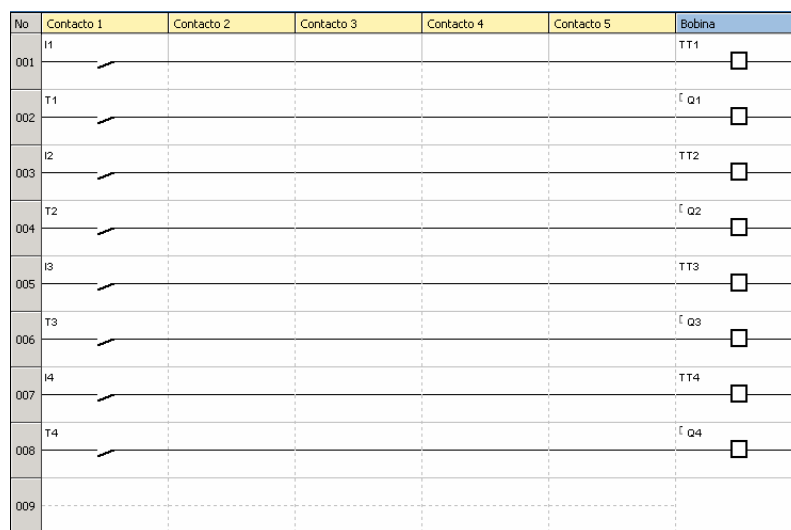 No Contacto 1 Contacto 2 Contacto 3 Contacto 4 Contacto 5 Bobina
I1 TT1
001
T1 [ Q1
002
I2 TT2
003
T2 [ Q2
004
I3 TT3
005
T3 [ Q3
006
I4 TT4
007
T4 [ Q4
008
009